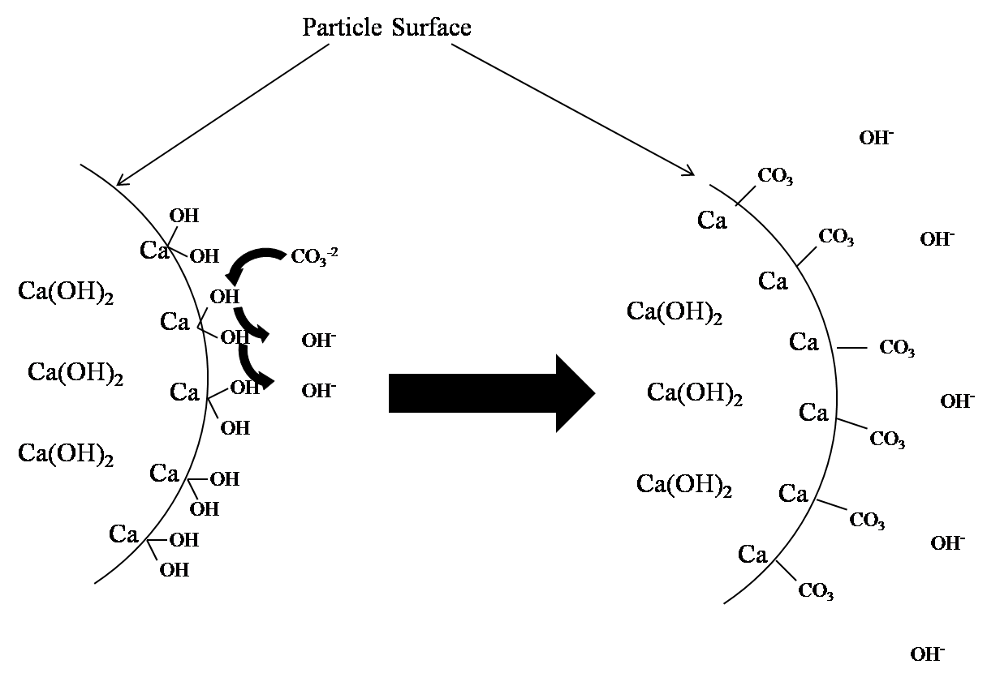 Particle Surface
OH
Ca
OH
CO₃⁻²
Ca(OH)₂
OH
Ca
OH
OH⁻
Ca(OH)₂
Ca
OH
OH⁻
OH
Ca(OH)₂
Ca
OH
OH
Ca
OH
OH
OH⁻
CO₃
Ca
CO₃
OH⁻
Ca
Ca(OH)₂
Ca
CO₃
Ca(OH)₂
OH⁻
Ca
CO₃
Ca(OH)₂
Ca
CO₃
OH⁻
Ca
CO₃
OH⁻